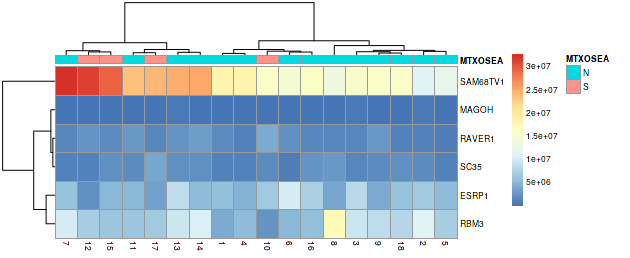 MTXOSEA
SAM68TV1
MAGOH
RAVER1
SC35
ESRP1
RBM3
7 12 15 11 17 13 14 1 4 10 6 16 8 3 9 18 2 5
3e+07
2.5e+07
2e+07
1.5e+07
1e+07
5e+06
MTXOSEA
N
S